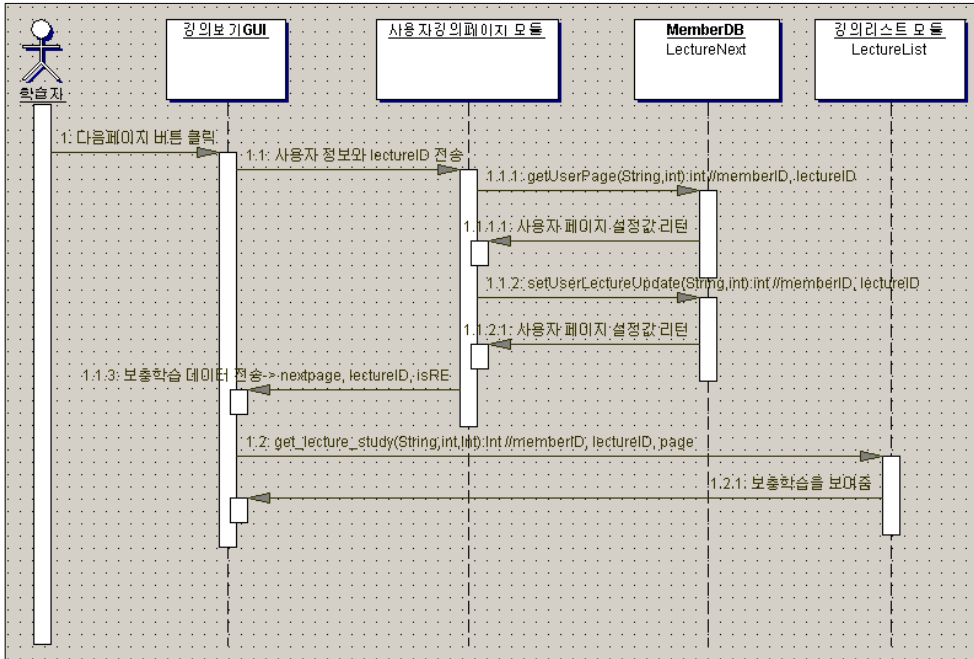 강의보기GUI
사용자강의페이지 모듈
MemberDB
LectureNext
강의리스트 모듈
LectureList
학습자
1: 다음페이지 버튼 클릭
1.1: 사용자 정보와 lectureID 전송
1.1.1: getUserPage(String,int):int //memberID, lectureID
1.1.1.1: 사용자 페이지 설정값 리턴
1.1.2: setUserLectureUpdate(String,int):int //memberID, lectureID
1.1.2.1: 사용자 페이지 설정값 리턴
1.1.3: 보충학습 데이터 전송-> nextpage, lectureID, isRE
1.2: get_lecture_study(String,int,Int):Int //memberID, lectureID, page
1.2.1: 보충학습을 보여줌